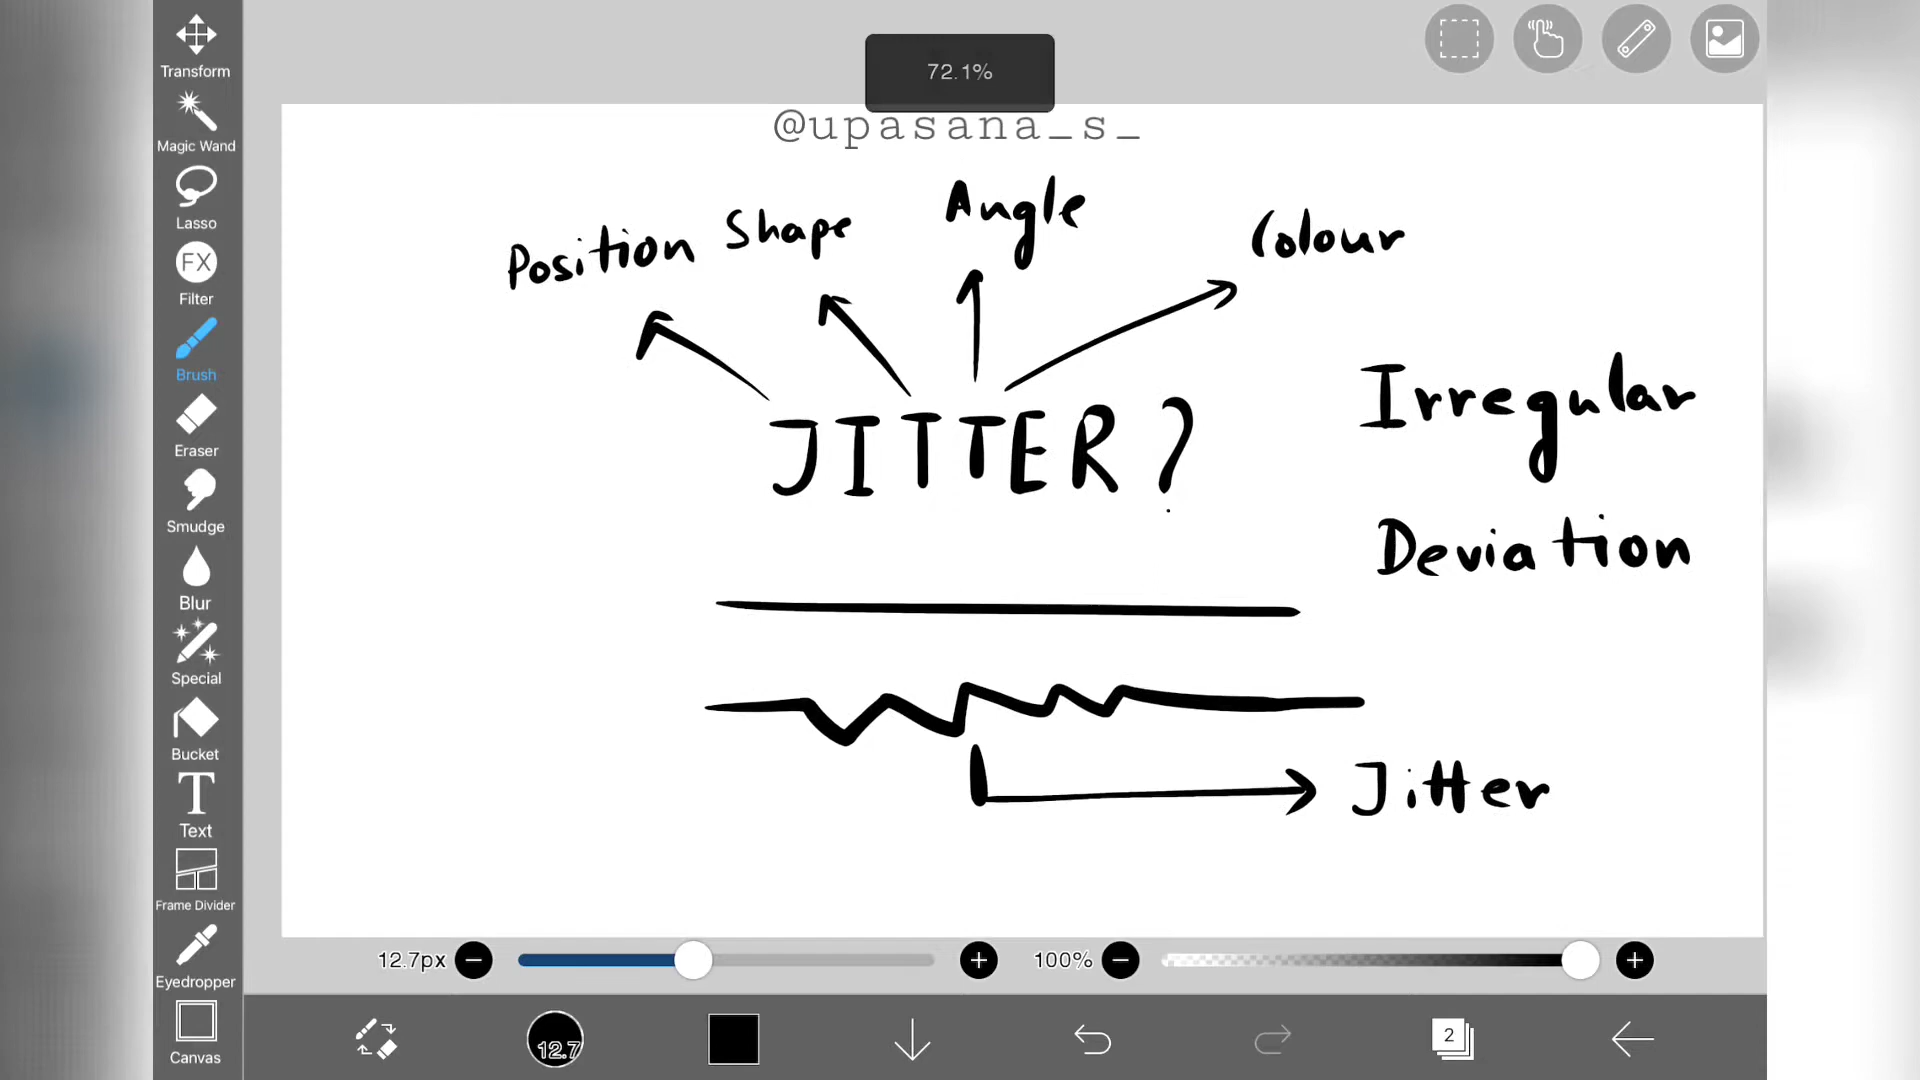 Transform
Magic Wand
Lasso
FX
Filter
Brush
Eraser
Smudge
Blur
Special
Bucket
T
Text
Frame Divider
Eyedropper
Canvas
72.1%
@upasana_s_
Position Shape Angle Colour
JITTER?
Irregular
Deviation
Jitter
12.7px
100%
12.7
2